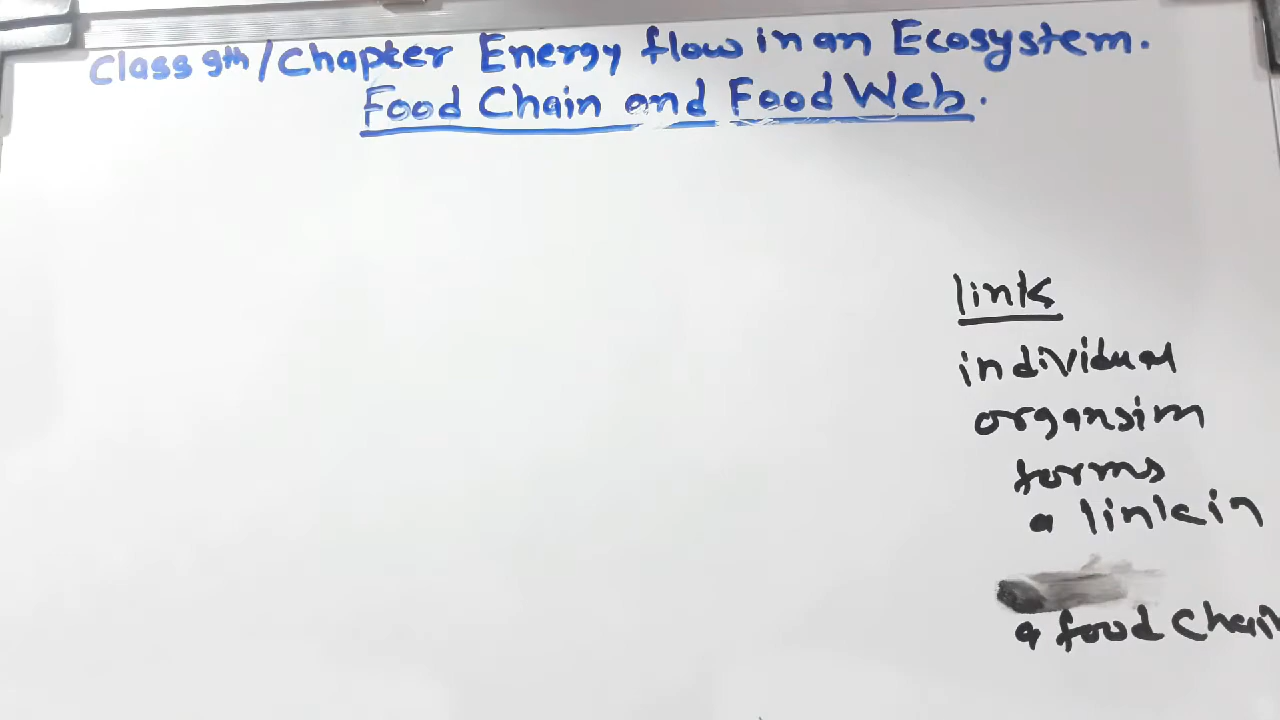 Class 9th/Chapter Energy flow in an Ecosystem.
Food Chain and Food Web.
link
individual
organsim
forms
a link in
a food chain